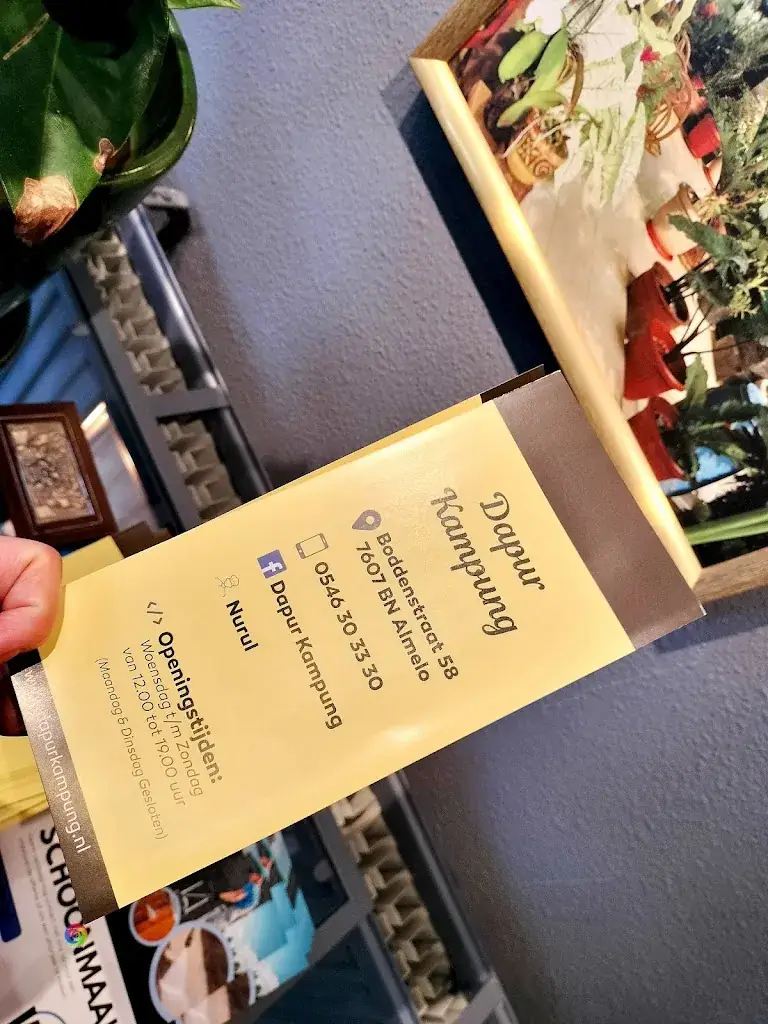 Dapur
Kampung
Boddenstraat 58
7607 BN Almelo
0546 30 33 30
Dapur Kampung
Nurul
</> Openingstijden:
Woensdag t/m Zondag
van 12.00 tot 19.00 uur
(Maandag & Dinsdag Gesloten)
dapurkampung.nl